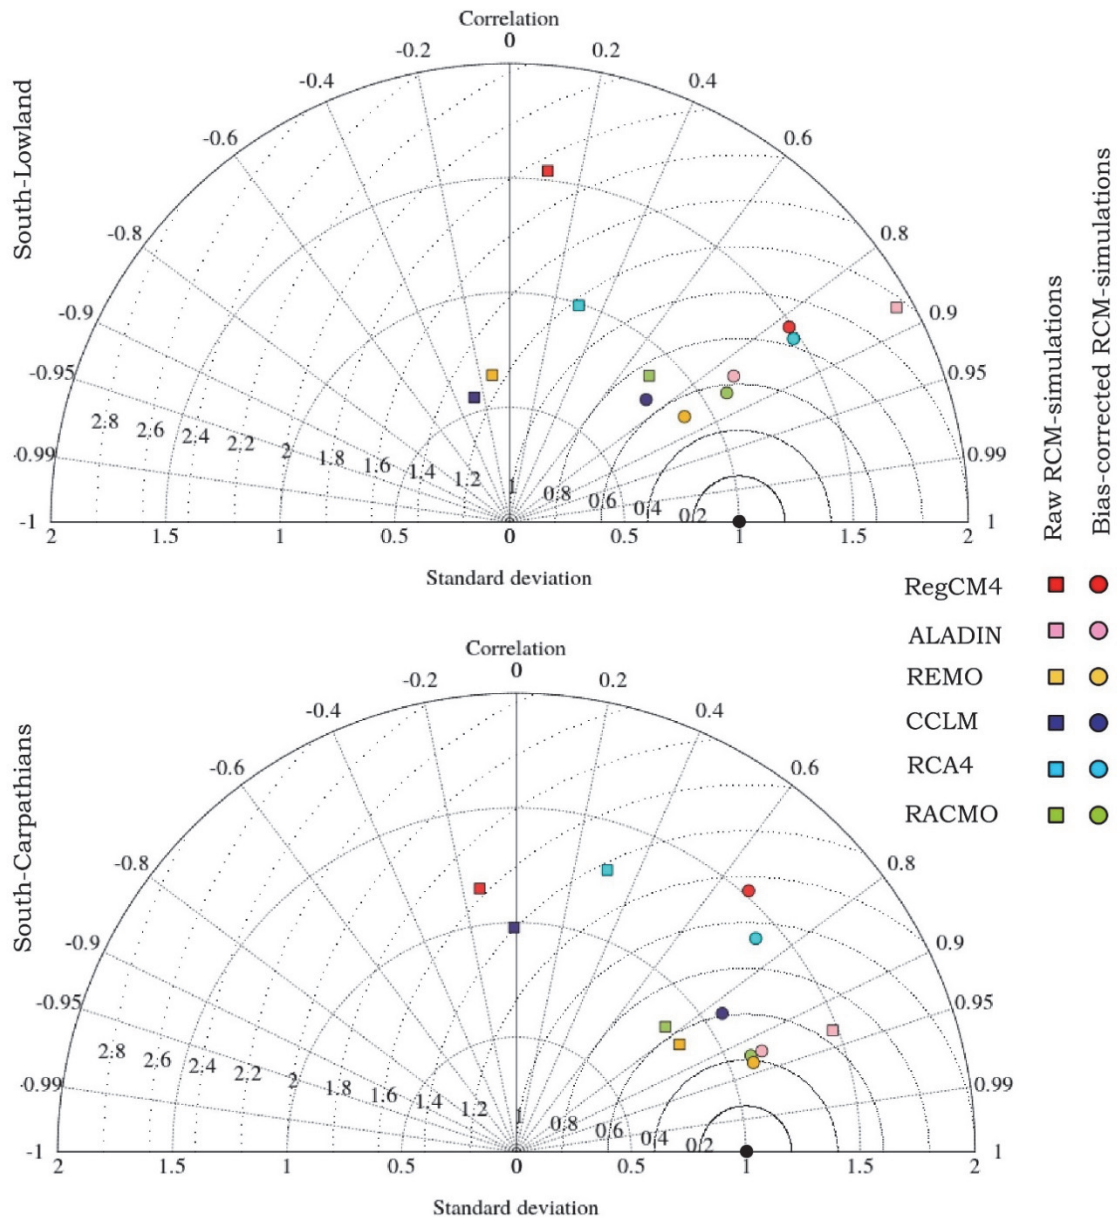 Correlation
0
-0.2 0.2
-0.4 0.4
-0.6 0.6
-0.8 0.8
-0.9 0.9
-0.95 0.95
-0.99 0.99
-1 1
2.8 2.6 2.4 2.2 2 1.8 1.6 1.4 1.2 1 0.8 0.6 0.4 0.2
2 1.5 1 0.5 0 0.5 1 1.5 2
Standard deviation
South-Lowland
Raw RCM-simulations
Bias-corrected RCM-simulations
RegCM4
ALADIN
REMO
CCLM
RCA4
RACMO
Correlation
0
-0.2 0.2
-0.4 0.4
-0.6 0.6
-0.8 0.8
-0.9 0.9
-0.95 0.95
-0.99 0.99
-1 1
2.8 2.6 2.4 2.2 2 1.8 1.6 1.4 1.2 1 0.8 0.6 0.4 0.2
2 1.5 1 0.5 0 0.5 1 1.5 2
Standard deviation
South-Carpathians